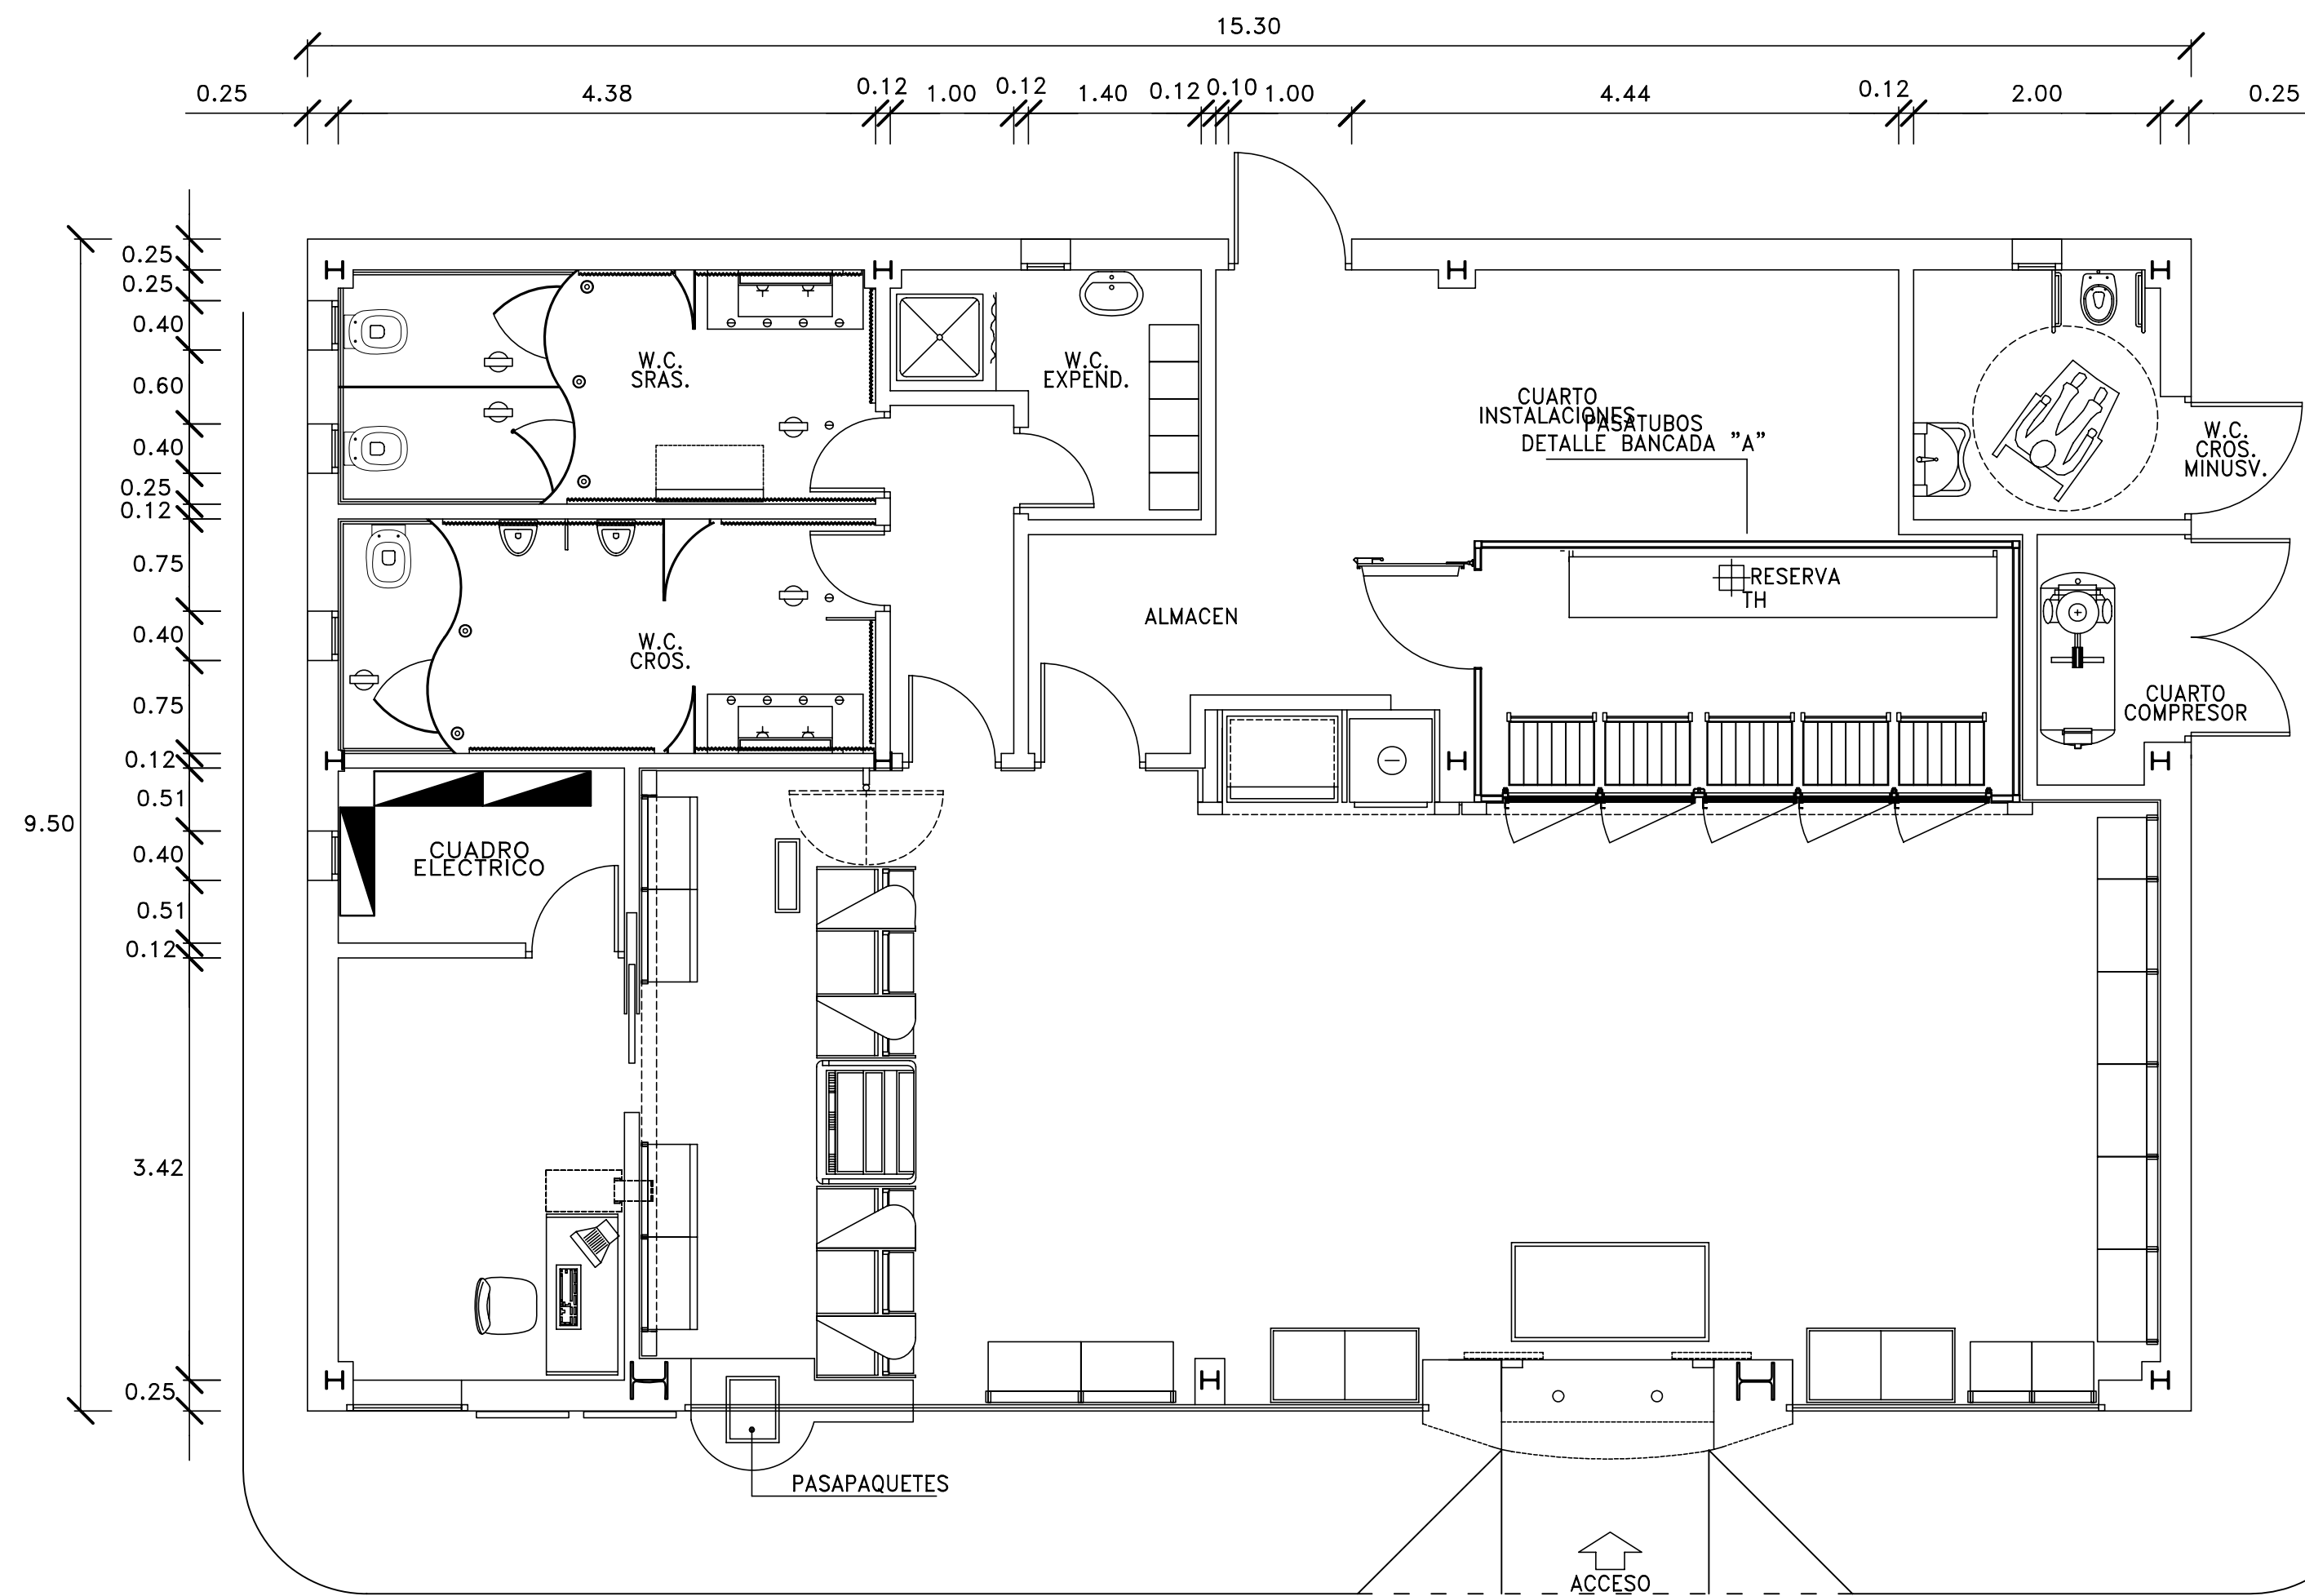 15.30
0.25 4.38 0.12 1.00 0.12 1.40 0.12 0.10 1.00 4.44 0.12 2.00 0.25
0.25
0.25
0.40
0.60
0.40
0.25
0.12
0.75
0.40
0.75
0.12
0.51
0.40
0.51
0.12
3.42
0.25
9.50
W.C.
SRAS.
W.C.
EXPEND.
CUARTO
INSTALACIONES
PASATUBOS
DETALLE BANCADA "A"
W.C.
CROS.
MINUSV.
W.C.
CROS.
ALMACEN
RESERVA
TH
CUARTO
COMPRESOR
CUADRO
ELECTRICO
PASAPAQUETES
ACCESO